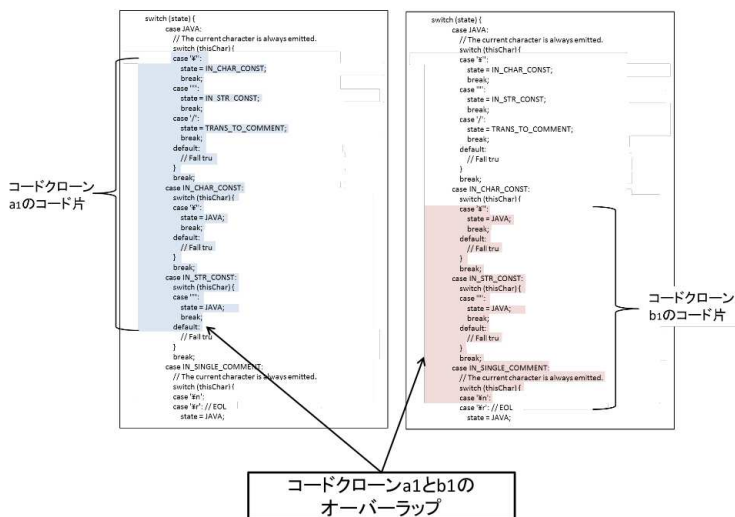 switch (state) {
case JAVA:
// The current character is always emitted.
switch (thisChar) {
case '¥'':
state = IN_CHAR_CONST;
break;
case '"':
state = IN_STR_CONST;
break;
case '/':
state = TRANS_TO_COMMENT;
break;
default:
// Fall tru
}
break;
case IN_CHAR_CONST:
switch (thisChar) {
case '¥'':
state = JAVA;
break;
default:
// Fall tru
}
break;
case IN_STR_CONST:
switch (thisChar) {
case '"':
state = JAVA;
break;
default:
// Fall tru
}
break;
case IN_SINGLE_COMMENT:
// The current character is always emitted.
switch (thisChar) {
case '¥n':
case '¥r': // EOL
state = JAVA;
コードクローン
a1のコード片
switch (state) {
case JAVA:
// The current character is always emitted.
switch (thisChar) {
case '¥'':
state = IN_CHAR_CONST;
break;
case '"':
state = IN_STR_CONST;
break;
case '/':
state = TRANS_TO_COMMENT;
break;
default:
// Fall tru
}
break;
case IN_CHAR_CONST:
switch (thisChar) {
case '¥'':
state = JAVA;
break;
default:
// Fall tru
}
break;
case IN_STR_CONST:
switch (thisChar) {
case '"':
state = JAVA;
break;
default:
// Fall tru
}
break;
case IN_SINGLE_COMMENT:
// The current character is always emitted.
switch (thisChar) {
case '¥n':
case '¥r': // EOL
state = JAVA;
コードクローン
b1のコード片
コードクローンa1とb1の
オーバーラップ